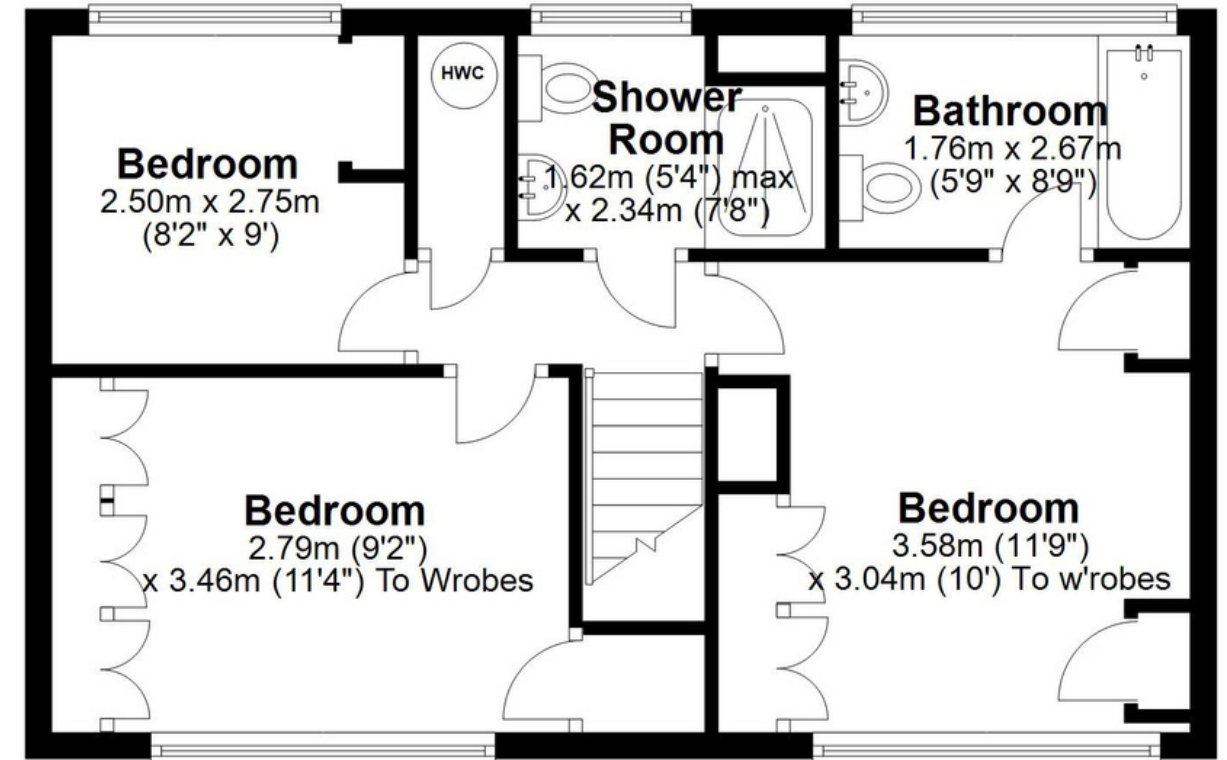 HWC
Bedroom
2.50m x 2.75m
(8'2" x 9')
Shower
Room
1.62m (5'4") max
x 2.34m (7'8")
Bathroom
1.76m x 2.67m
(5'9" x 8'9")
Bedroom
2.79m (9'2")
x 3.46m (11'4") To Wrobes
Bedroom
3.58m (11'9")
x 3.04m (10') To w'robes